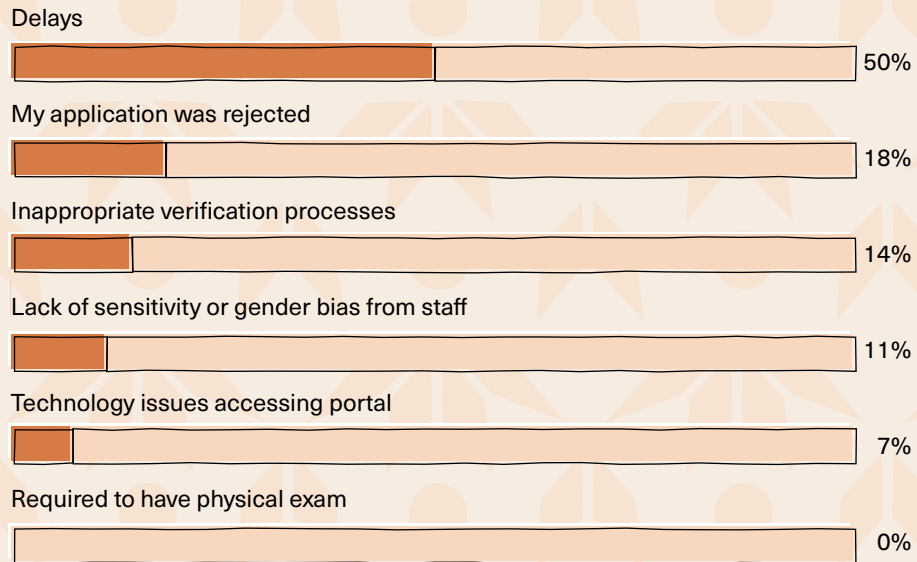 Delays
50%
My application was rejected
18%
Inappropriate verification processes
14%
Lack of sensitivity or gender bias from staff
11%
Technology issues accessing portal
7%
Required to have physical exam
0%